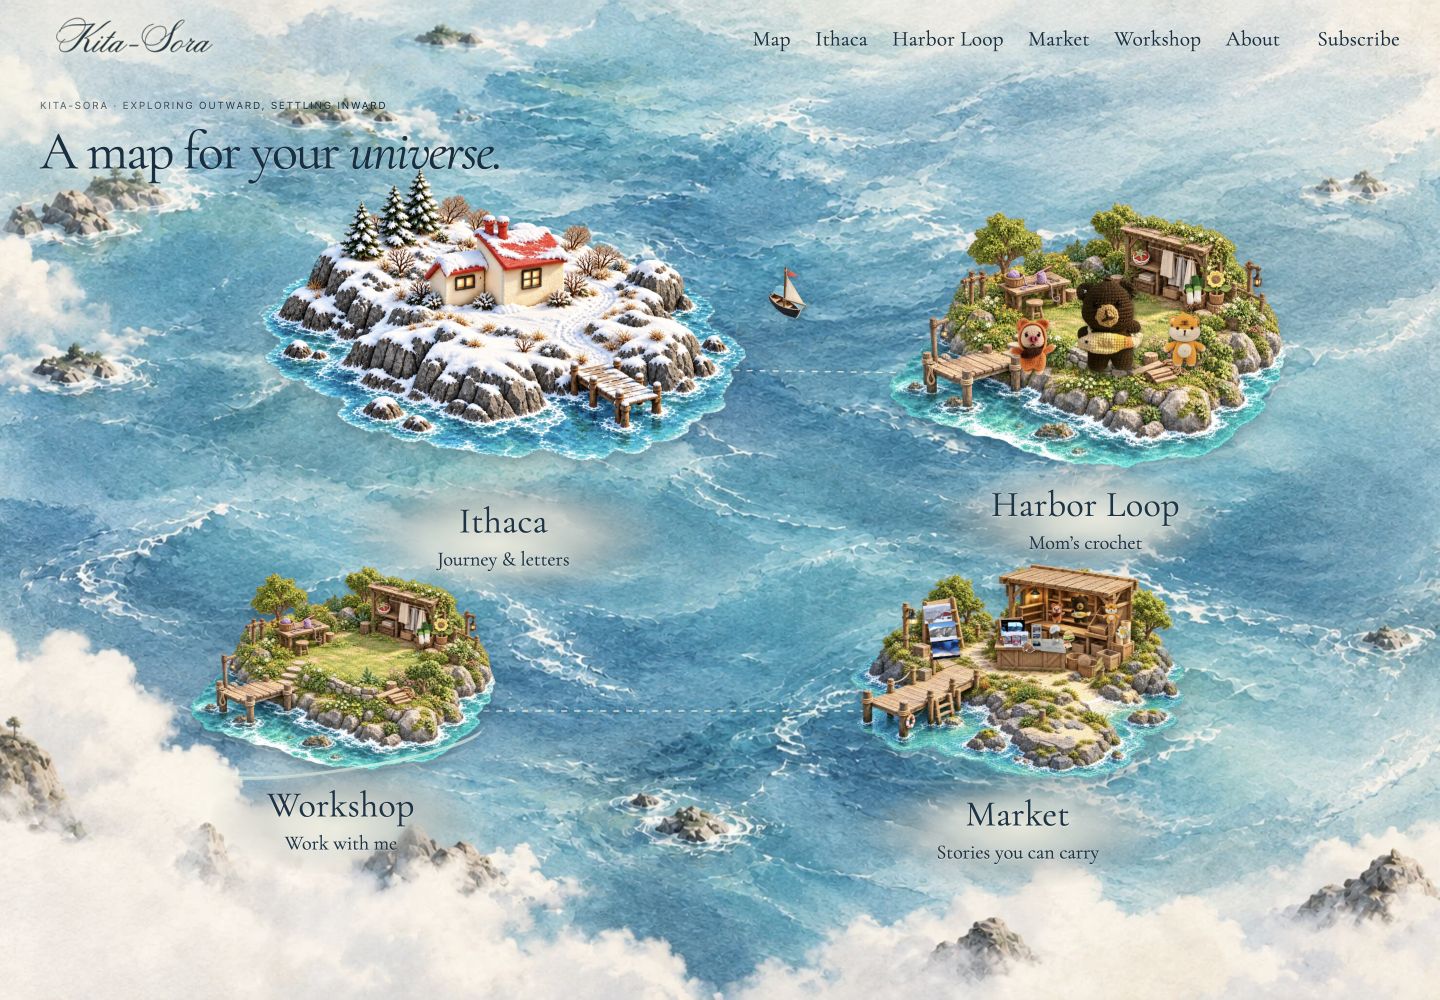 Kita-Sora
Map Ithaca Harbor Loop Market Workshop About Subscribe
KITA-SORA · EXPLORING OUTWARD, SETTLING INWARD
A map for your universe.
Ithaca
Journey & letters
Harbor Loop
Mom’s crochet
Workshop
Work with me
Market
Stories you can carry